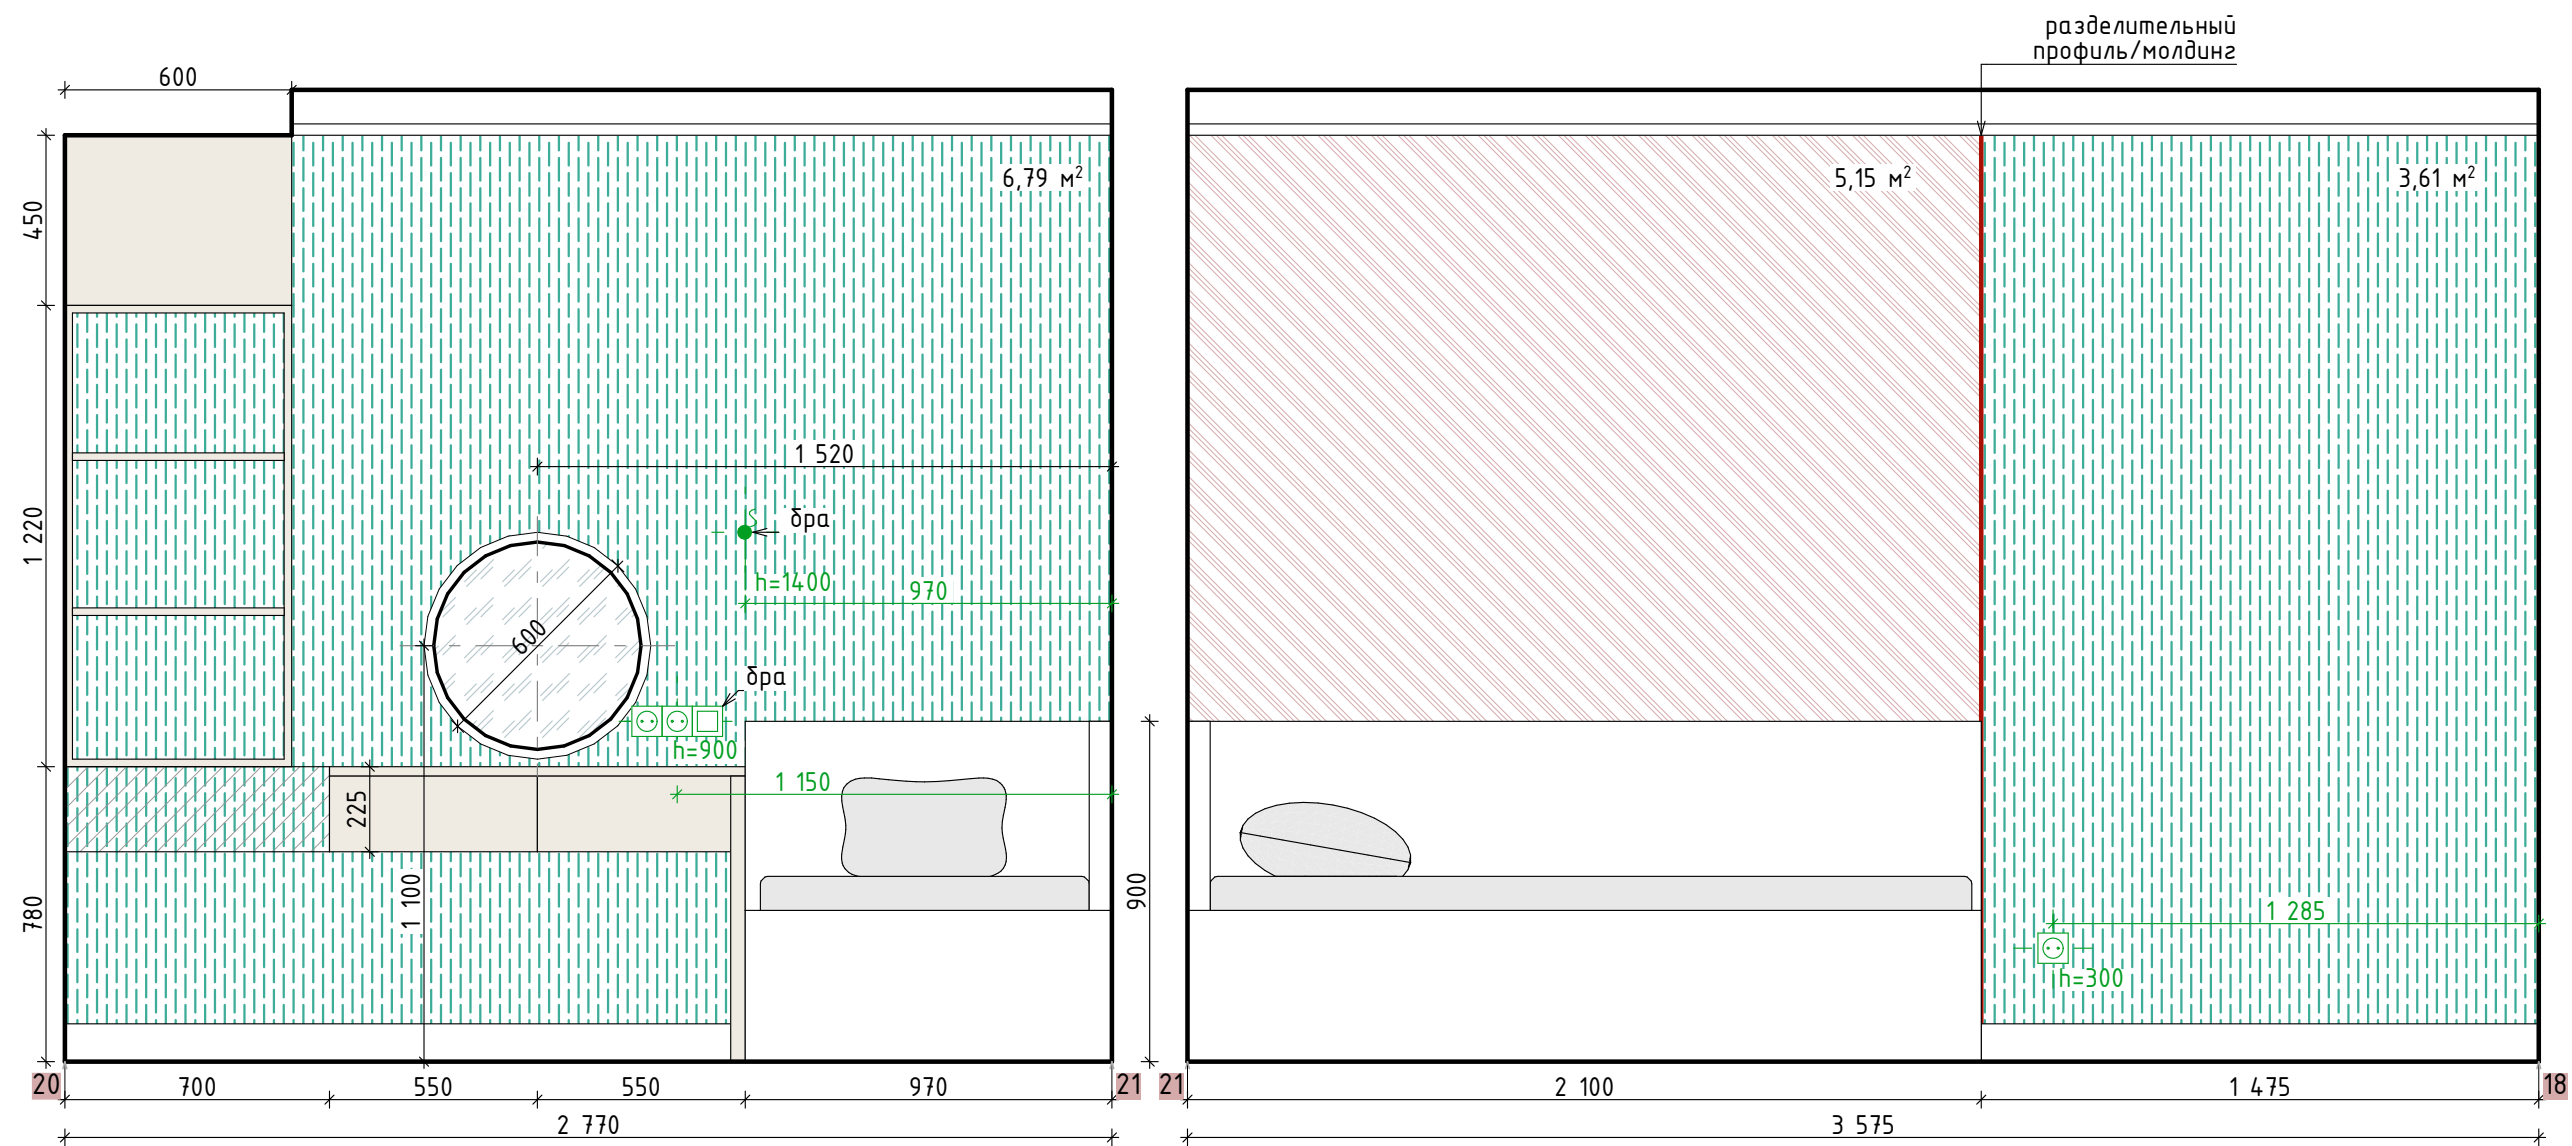 разделительный
профиль/молдинг
600
6,79 м²
5,15 м²
3,61 м²
450
1 520
бра
1 220
h=1400
970
600
бра
h=900
1 150
225
1 100
780
900
1 285
h=300
20
700
550
550
970
21
21
2 100
1 475
18
2 770
3 575